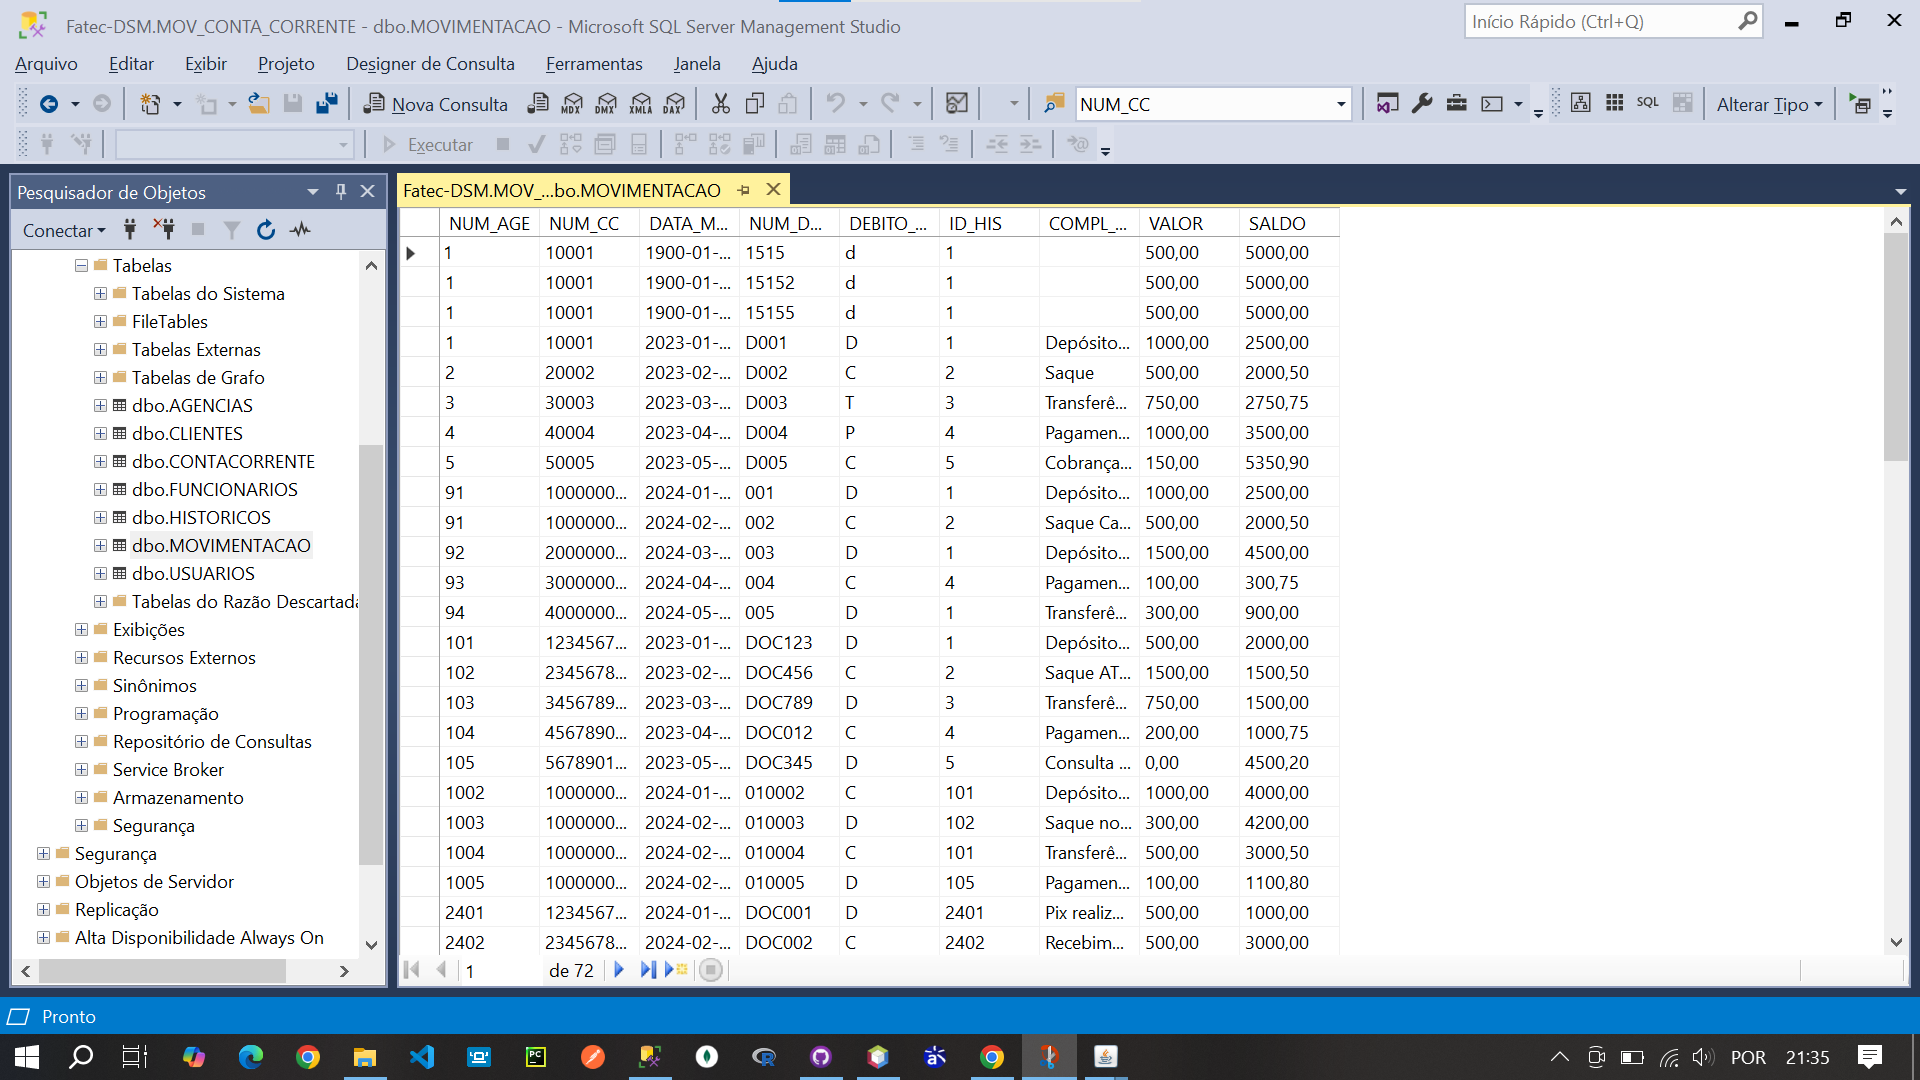 Fatec-DSM.MOV_CONTA_CORRENTE - dbo.MOVIMENTACAO - Microsoft SQL Server Management Studio
Início Rápido (Ctrl+Q)
Arquivo Editar Exibir Projeto Designer de Consulta Ferramentas Janela Ajuda
Nova Consulta MDX DMX XMLA DAX NUM_CC SQL Alterar Tipo
Executar
Pesquisador de Objetos
Conectar
Tabelas
Tabelas do Sistema
FileTables
Tabelas Externas
Tabelas de Grafo
dbo.AGENCIAS
dbo.CLIENTES
dbo.CONTACORRENTE
dbo.FUNCIONARIOS
dbo.HISTORICOS
dbo.MOVIMENTACAO
dbo.USUARIOS
Tabelas do Razão Descartada
Exibições
Recursos Externos
Sinônimos
Programação
Repositório de Consultas
Service Broker
Armazenamento
Segurança
Segurança
Objetos de Servidor
Replicação
Alta Disponibilidade Always On
Fatec-DSM.MOV_...bo.MOVIMENTACAO
NUM_AGE NUM_CC DATA_M... NUM_D... DEBITO_... ID_HIS COMPL_... VALOR SALDO
1 10001 1900-01-... 1515 d 1 500,00 5000,00
1 10001 1900-01-... 15152 d 1 500,00 5000,00
1 10001 1900-01-... 15155 d 1 500,00 5000,00
1 10001 2023-01-... D001 D 1 Depósito... 1000,00 2500,00
2 20002 2023-02-... D002 C 2 Saque 500,00 2000,50
3 30003 2023-03-... D003 T 3 Transferê... 750,00 2750,75
4 40004 2023-04-... D004 P 4 Pagamen... 1000,00 3500,00
5 50005 2023-05-... D005 C 5 Cobrança... 150,00 5350,90
91 1000000... 2024-01-... 001 D 1 Depósito... 1000,00 2500,00
91 1000000... 2024-02-... 002 C 2 Saque Ca... 500,00 2000,50
92 2000000... 2024-03-... 003 D 1 Depósito... 1500,00 4500,00
93 3000000... 2024-04-... 004 C 4 Pagamen... 100,00 300,75
94 4000000... 2024-05-... 005 D 1 Transferê... 300,00 900,00
101 1234567... 2023-01-... DOC123 D 1 Depósito... 500,00 2000,00
102 2345678... 2023-02-... DOC456 C 2 Saque AT... 1500,00 1500,50
103 3456789... 2023-03-... DOC789 D 3 Transferê... 750,00 1500,00
104 4567890... 2023-04-... DOC012 C 4 Pagamen... 200,00 1000,75
105 5678901... 2023-05-... DOC345 D 5 Consulta ... 0,00 4500,20
1002 1000000... 2024-01-... 010002 C 101 Depósito... 1000,00 4000,00
1003 1000000... 2024-02-... 010003 D 102 Saque no... 300,00 4200,00
1004 1000000... 2024-02-... 010004 C 101 Transferê... 500,00 3000,50
1005 1000000... 2024-02-... 010005 D 105 Pagamen... 100,00 1100,80
2401 1234567... 2024-01-... DOC001 D 2401 Pix realiz... 500,00 1000,00
2402 2345678... 2024-02-... DOC002 C 2402 Recebim... 500,00 3000,00
1 de 72
Pronto
PC R POR 21:35